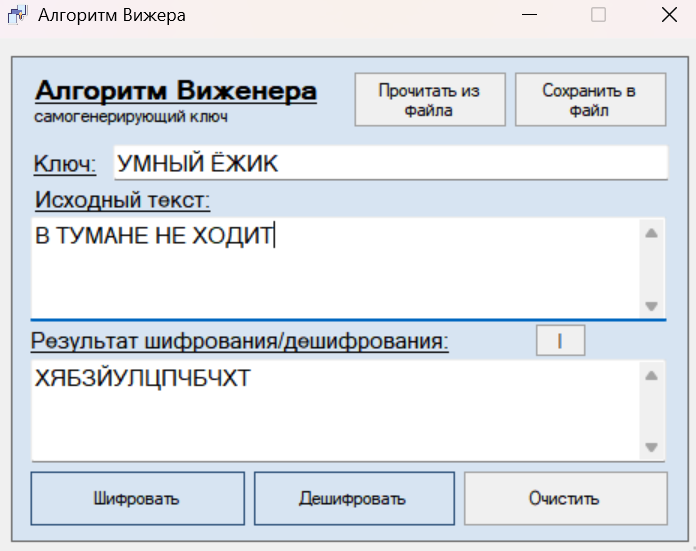 Алгоритм Вижера
Алгоритм Виженера
самогенерирующий ключ
Прочитать из
файла
Сохранить в
файл
Ключ: УМНЫЙ ЁЖИК
Исходный текст:
В ТУМАНЕ НЕ ХОДИТ
Результат шифрования/дешифрования:
I
ХЯБЗЙУЛЦПЧБЧХТ
Шифровать
Дешифровать
Очистить